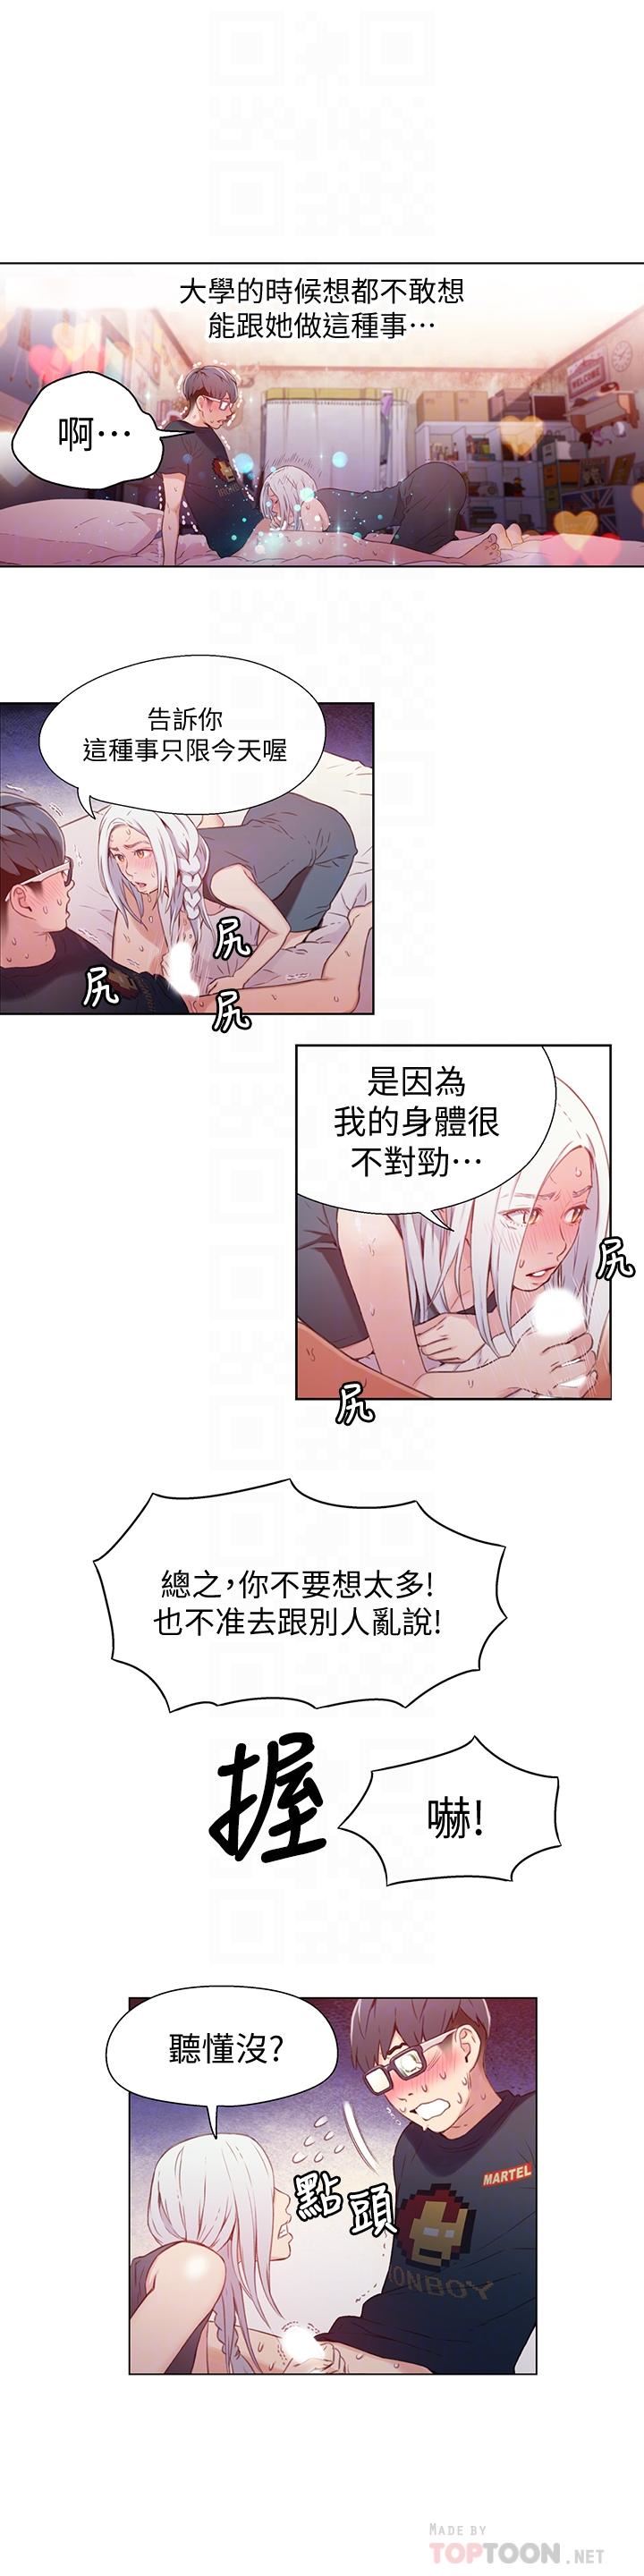 大學的時候想都不敢想
能跟她做這種事…
啊…
WELCOME
告訴你
這種事只限今天喔
尻
尻
尻
是因為
我的身體很
不對勁…
尻
尻
總之,你不要想太多!
也不准去跟別人亂說!
握
嚇!
聽懂沒?
點頭
MARTEL
RONBOY
MADE BY
TOPTOON.NET